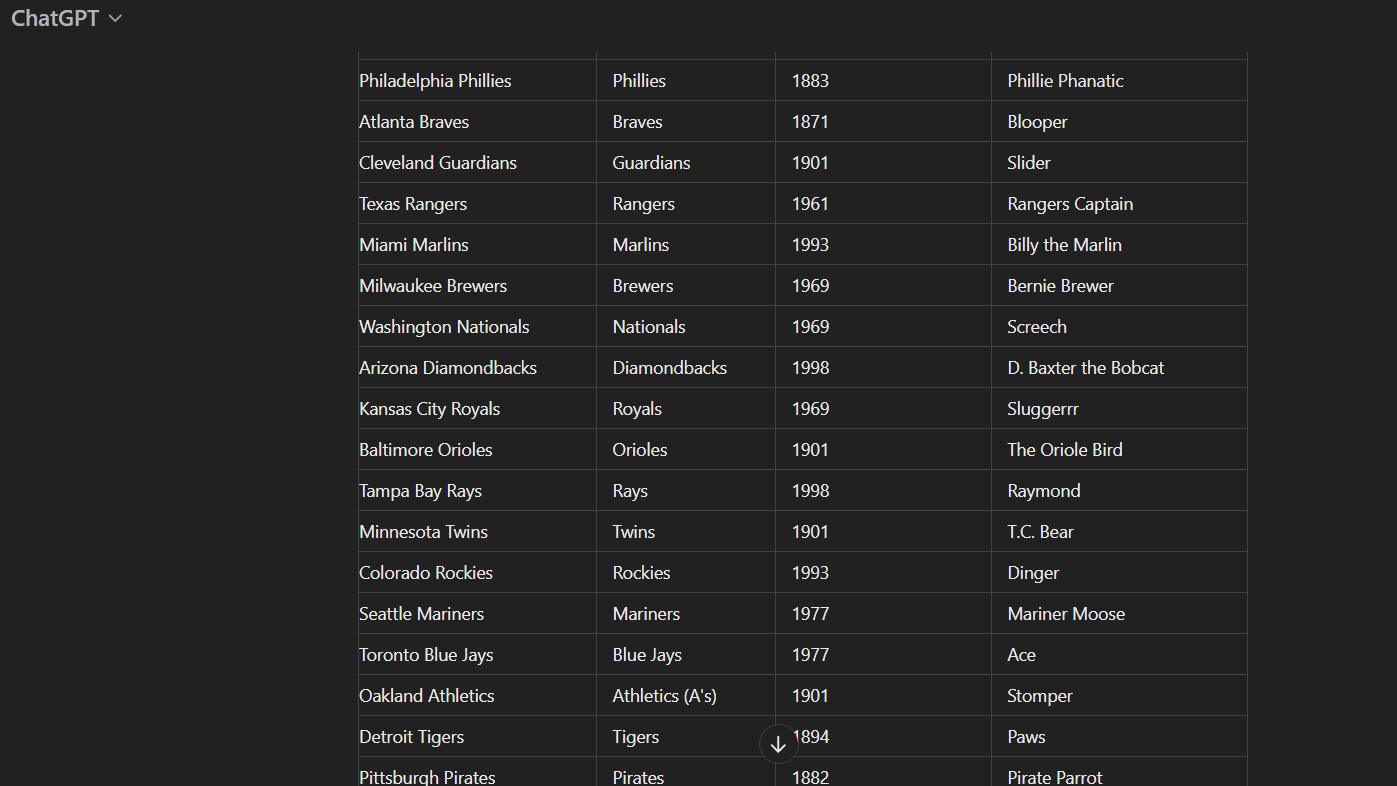 ChatGPT
Philadelphia Phillies Phillies 1883 Phillie Phanatic
Atlanta Braves Braves 1871 Blooper
Cleveland Guardians Guardians 1901 Slider
Texas Rangers Rangers 1961 Rangers Captain
Miami Marlins Marlins 1993 Billy the Marlin
Milwaukee Brewers Brewers 1969 Bernie Brewer
Washington Nationals Nationals 1969 Screech
Arizona Diamondbacks Diamondbacks 1998 D. Baxter the Bobcat
Kansas City Royals Royals 1969 Sluggerrr
Baltimore Orioles Orioles 1901 The Oriole Bird
Tampa Bay Rays Rays 1998 Raymond
Minnesota Twins Twins 1901 T.C. Bear
Colorado Rockies Rockies 1993 Dinger
Seattle Mariners Mariners 1977 Mariner Moose
Toronto Blue Jays Blue Jays 1977 Ace
Oakland Athletics Athletics (A's) 1901 Stomper
Detroit Tigers Tigers 1894 Paws
Pittsburgh Pirates Pirates 1882 Pirate Parrot